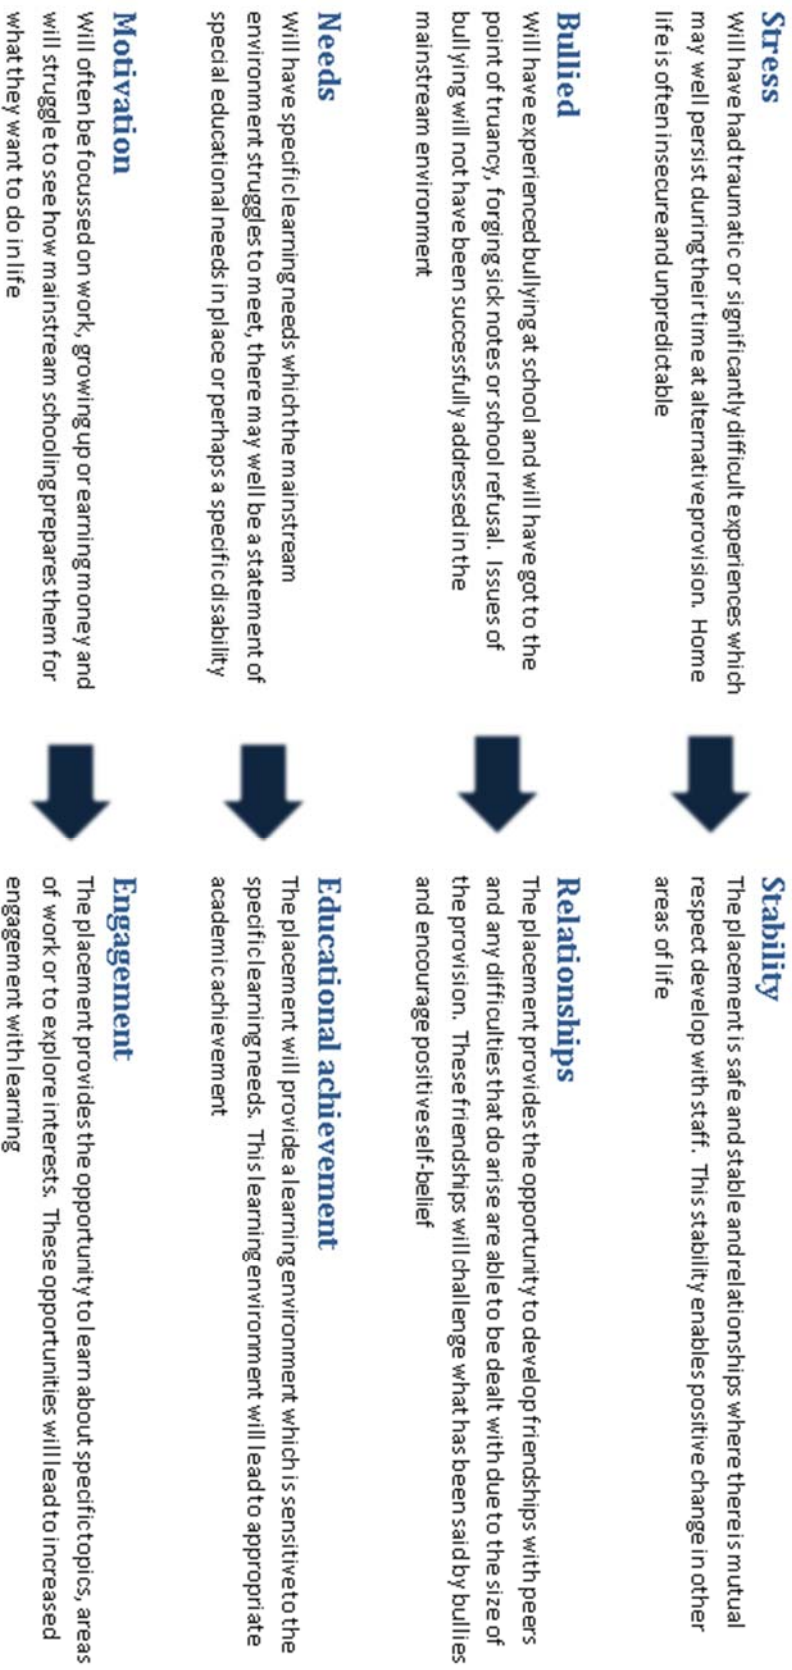 Stress
Will have had traumatic or significantly difficult experiences which
may well persist during their time at alternative provision.  Home
life is often insecure and unpredictable
Stability
The placement is safe and stable and relationships where there is mutual
respect develop with staff.  This stability enables positive change in other
areas of life
Bullied
Will have experienced bullying at school and will have got to the
point of truancy, forging sick notes or school refusal.  Issues of
bullying will not have been successfully addressed in the
mainstream environment
Relationships
The placement provides the opportunity to develop friendships with peers
and any difficulties that do arise are able to be dealt with due to the size of
the provision.  These friendships will challenge what has been said by bullies
and encourage positive self-belief
Needs
Will have specific learning needs which the mainstream
environment struggles to meet, there may well be a statement of
special educational needs in place or perhaps a specific disability
Educational achievement
The placement will provide a learning environment which is sensitive to the
specific learning needs.  This learning environment will lead to appropriate
academic achievement
Motivation
Will often be focussed on work, growing up or earning money and
will struggle to see how mainstream schooling prepares them for
what they want to do in life
Engagement
The placement provides the opportunity to learn about specific topics, areas
of work or to explore interests.  These opportunities will lead to increased
engagement with learning